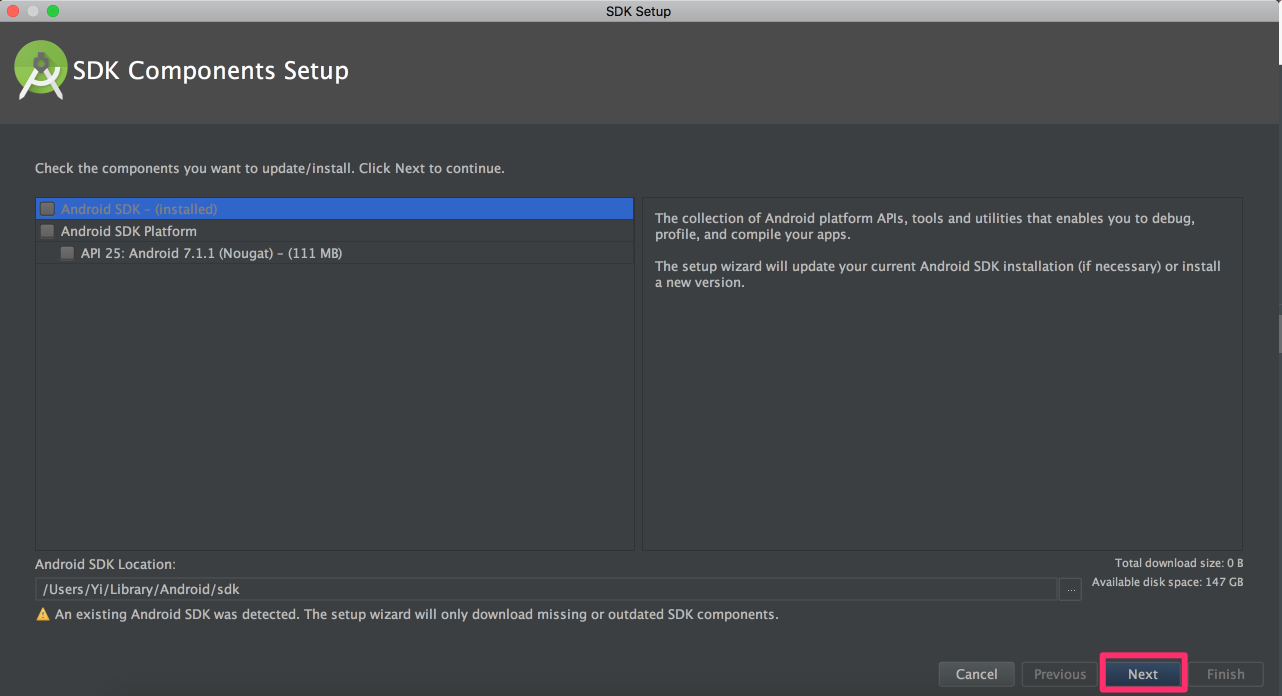 SDK Setup
SDK Components Setup
Check the components you want to update/install. Click Next to continue.
Android SDK – (installed)
Android SDK Platform
API 25: Android 7.1.1 (Nougat) – (111 MB)
The collection of Android platform APIs, tools and utilities that enables you to debug,
profile, and compile your apps.
The setup wizard will update your current Android SDK installation (if necessary) or install
a new version.
Android SDK Location:
/Users/Yi/Library/Android/sdk
...
Total download size: 0 B
Available disk space: 147 GB
An existing Android SDK was detected. The setup wizard will only download missing or outdated SDK components.
Cancel
Previous
Next
Finish